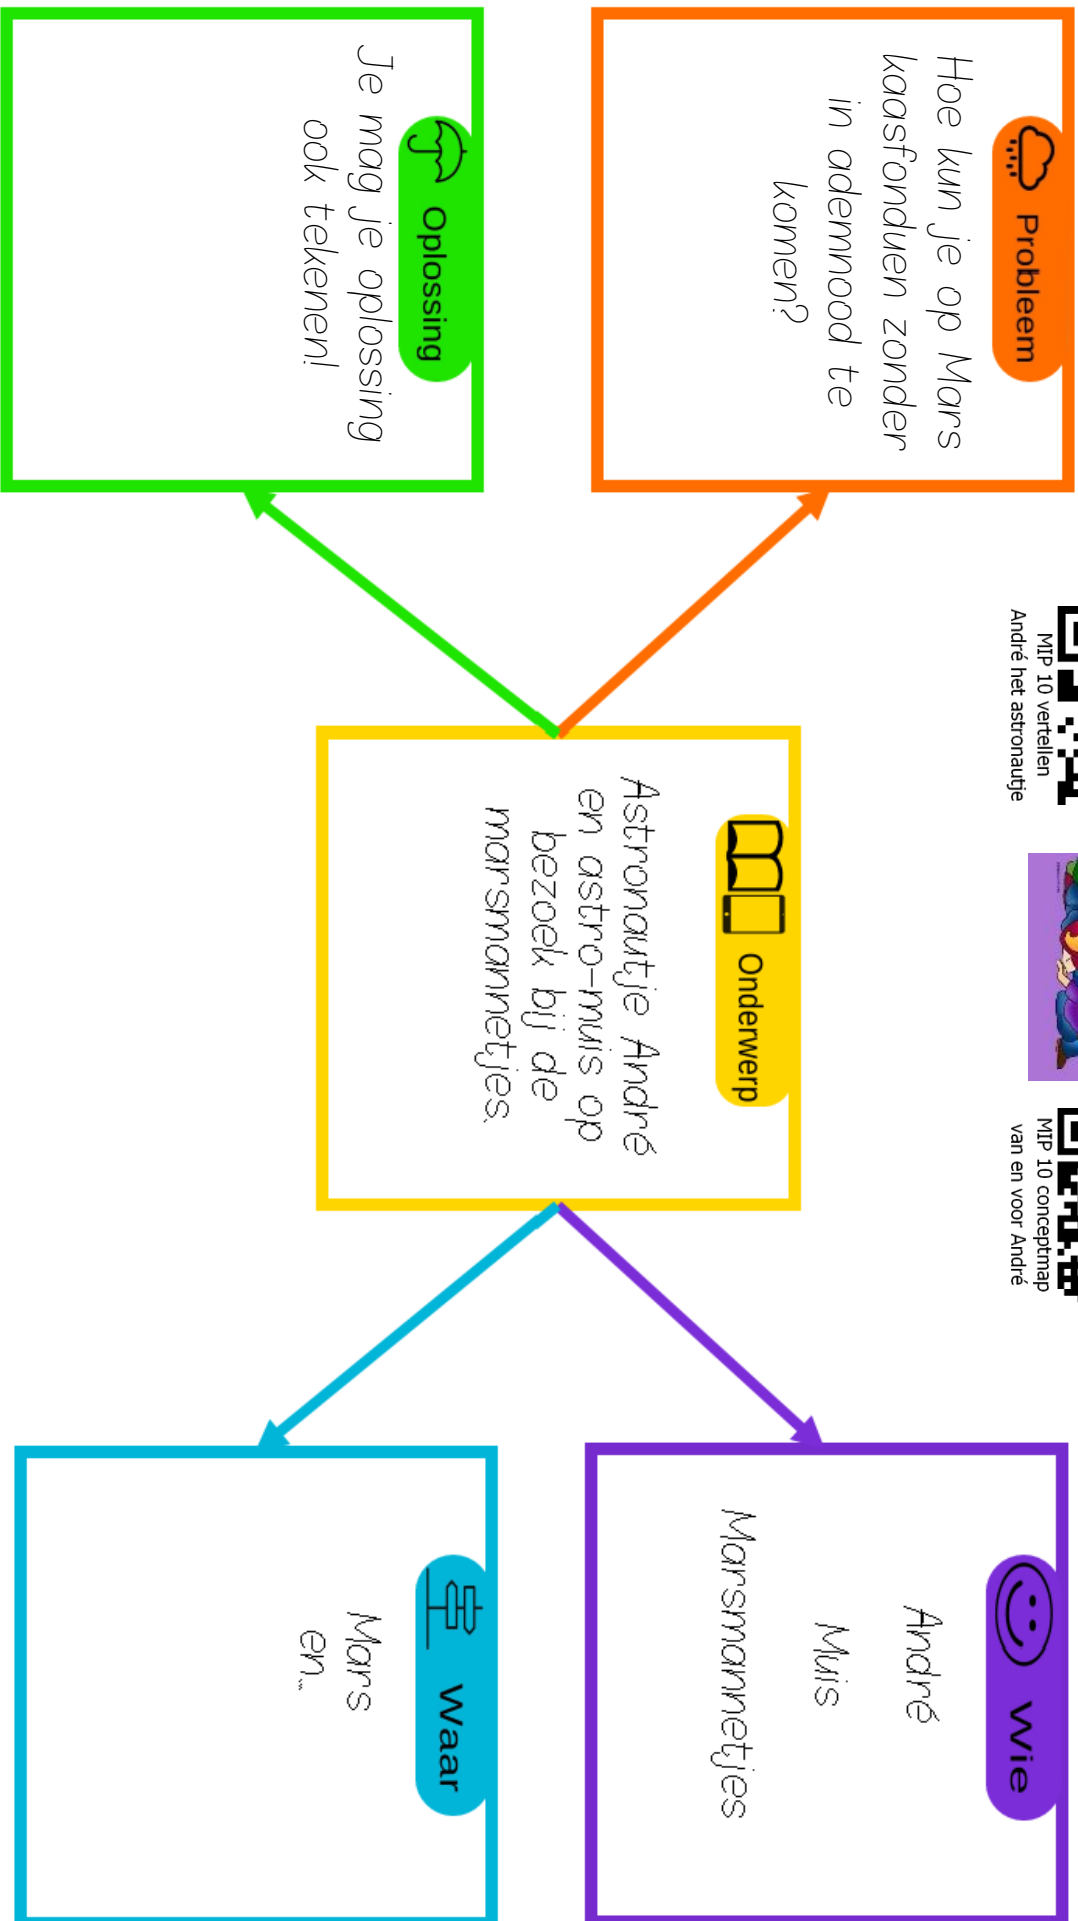 MIP 10 vertellen
André het astronautje
MIP 10 conceptmap
van en voor André
Probleem
Hoe kun je op Mars
kaasfonduen zonder
in ademnood te
komen?
Wie
André
Muis
Marsmannetjes
Onderwerp
Astronautje André
en astro-muis op
bezoek bij de
marsmannetjes.
Oplossing
Je mag je oplossing
ook tekenen!
Waar
Mars
en...